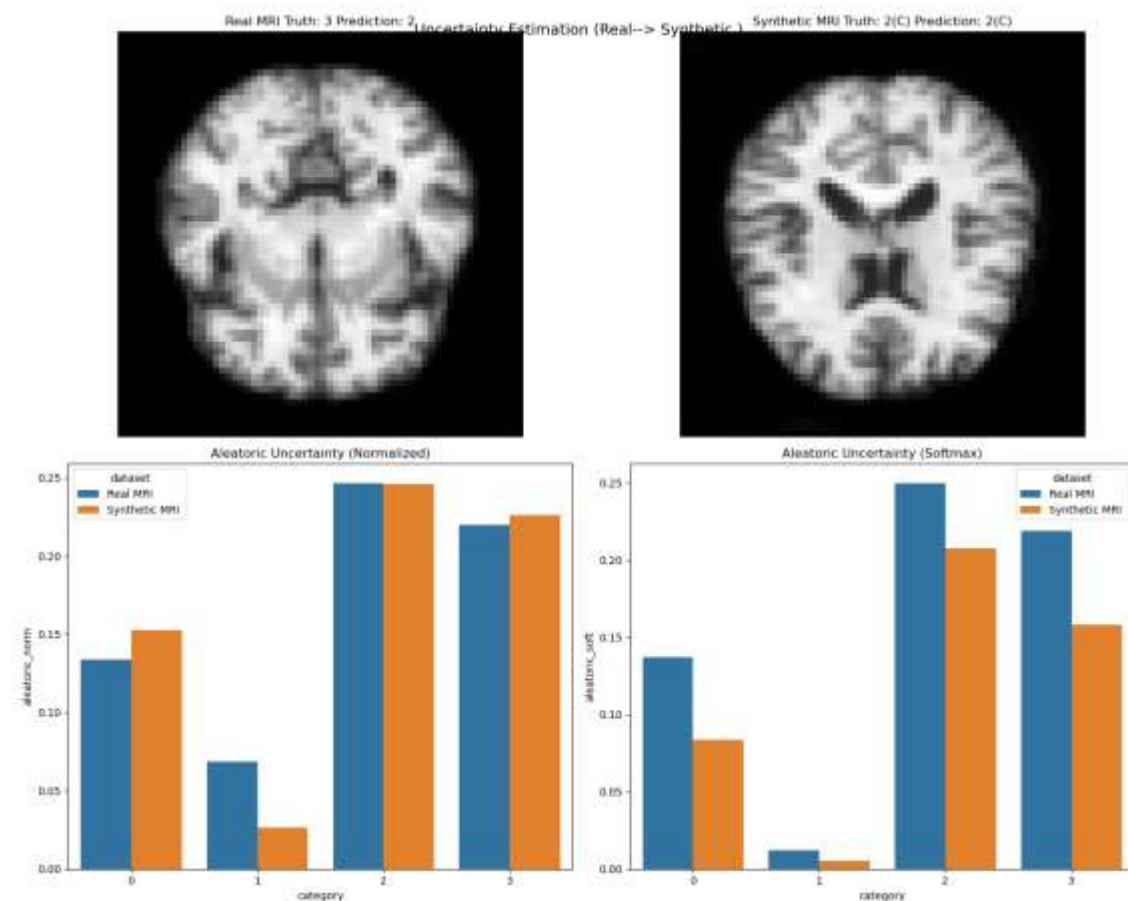 Real MRI Truth: 3 Prediction: 2
Uncertainty Estimation (Real--> Synthetic )
Synthetic MRI Truth: 2(C) Prediction: 2(C)
Aleatoric Uncertainty (Normalized)
dataset
Real MRI
Synthetic MRI
0.25
0.20
0.15
0.10
0.05
0.00
aleatoric_norm
0 1 2 3
category
Aleatoric Uncertainty (Softmax)
dataset
Real MRI
Synthetic MRI
0.25
0.20
0.15
0.10
0.05
0.00
aleatoric_soft
0 1 2 3
category